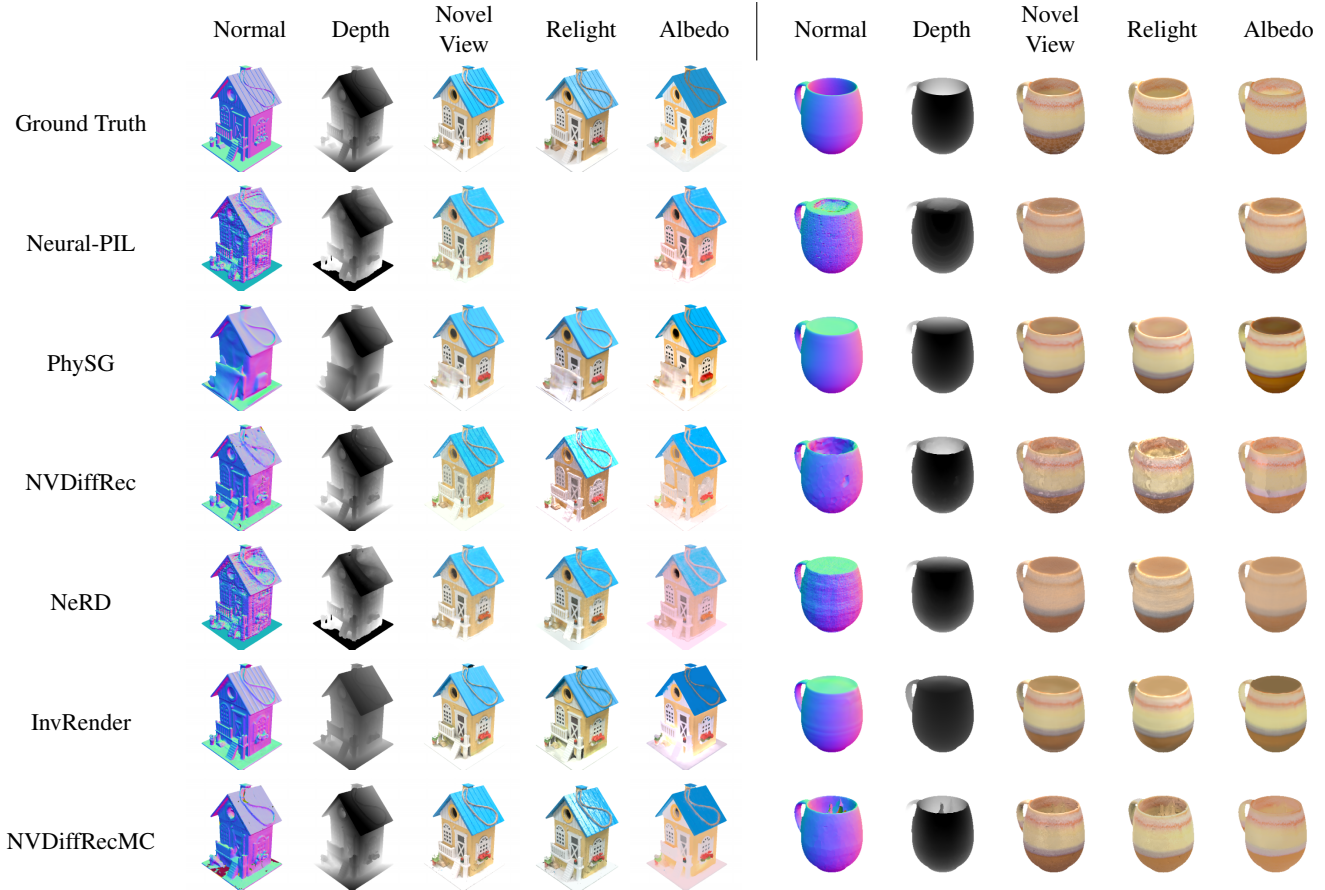 Normal Depth Novel View Relight Albedo Normal Depth Novel View Relight Albedo
Ground Truth
Neural-PIL
PhySG
NVDiffRec
NeRD
InvRender
NVDiffRecMC